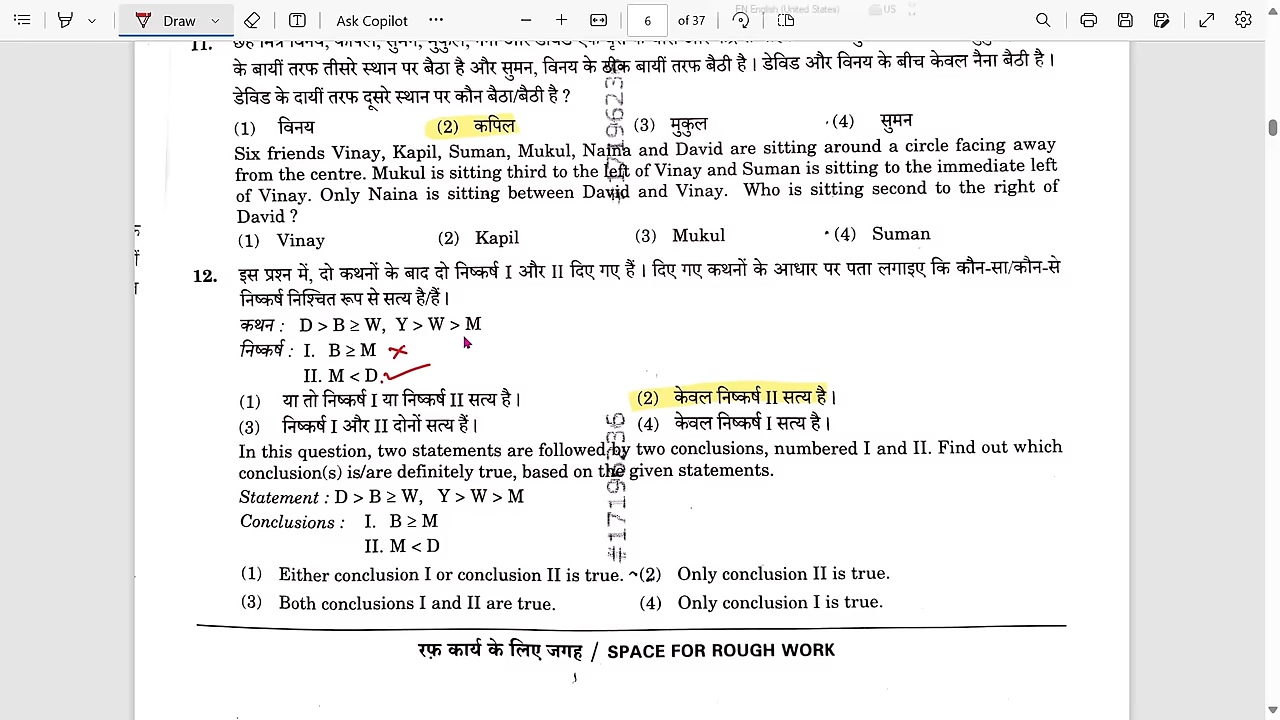 EN English (United States)
US
Draw
Ask Copilot
6 of 37
11.
के बायीं तरफ तीसरे स्थान पर बैठा है और सुमन, विनय के ठीक बायीं तरफ बैठी है। डेविड और विनय के बीच केवल नैना बैठी है।
डेविड के दायीं तरफ दूसरे स्थान पर कौन बैठा/बैठी है ?
(1) विनय (2) कपिल (3) मुकुल (4) सुमन
Six friends Vinay, Kapil, Suman, Mukul, Naina and David are sitting around a circle facing away
from the centre. Mukul is sitting third to the left of Vinay and Suman is sitting to the immediate left
of Vinay. Only Naina is sitting between David and Vinay. Who is sitting second to the right of
David ?
(1) Vinay (2) Kapil (3) Mukul (4) Suman
12. इस प्रश्न में, दो कथनों के बाद दो निष्कर्ष I और II दिए गए हैं। दिए गए कथनों के आधार पर पता लगाइए कि कौन-सा/कौन-से
निष्कर्ष निश्चित रूप से सत्य है/हैं।
कथन : D > B ≥ W, Y > W > M
निष्कर्ष : I. B ≥ M
II. M < D.
(1) या तो निष्कर्ष I या निष्कर्ष II सत्य है। (2) केवल निष्कर्ष II सत्य है।
(3) निष्कर्ष I और II दोनों सत्य हैं। (4) केवल निष्कर्ष I सत्य है।
In this question, two statements are followed by two conclusions, numbered I and II. Find out which
conclusion(s) is/are definitely true, based on the given statements.
Statement : D > B ≥ W, Y > W > M
Conclusions : I. B ≥ M
II. M < D
(1) Either conclusion I or conclusion II is true. (2) Only conclusion II is true.
(3) Both conclusions I and II are true. (4) Only conclusion I is true.
#17196236
रफ़ कार्य के लिए जगह / SPACE FOR ROUGH WORK